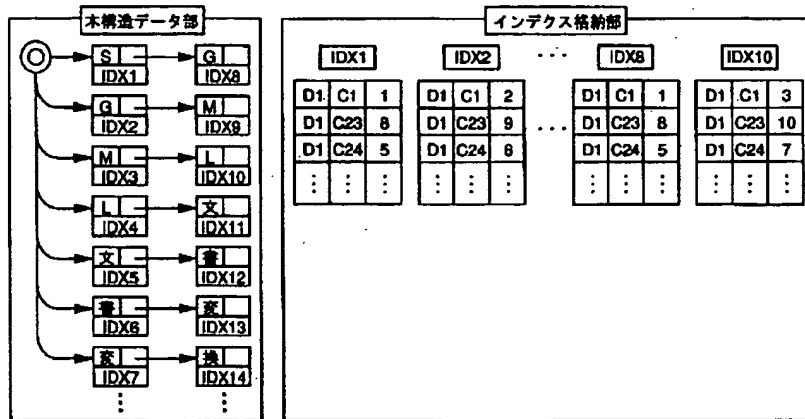 木構造データ部
S G
IDX1 IDX8
G M
IDX2 IDX9
M L
IDX3 IDX10
L 文
IDX4 IDX11
文 書
IDX5 IDX12
書 変
IDX6 IDX13
変 換
IDX7 IDX14
⋮ ⋮
インデクス格納部
IDX1 IDX2 ・・・ IDX8 IDX10
D1 C1 1 D1 C1 2 D1 C1 1 D1 C1 3
D1 C23 8 D1 C23 9 ・・・ D1 C23 8 D1 C23 10
D1 C24 5 D1 C24 6 D1 C24 5 D1 C24 7
⋮ ⋮ ⋮ ⋮ ⋮ ⋮ ⋮ ⋮ ⋮ ⋮ ⋮ ⋮